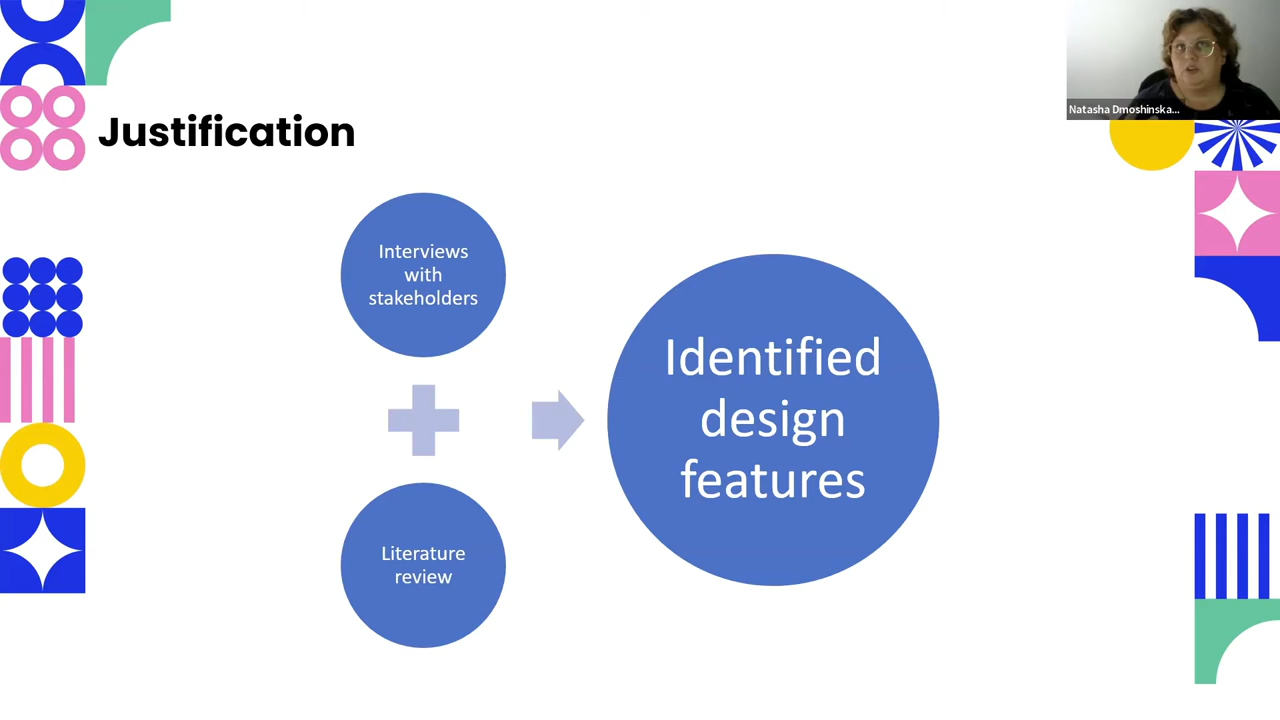 Natasha Dmoshinska...
Justification
Interviews
with
stakeholders
Identified
design
features
Literature
review